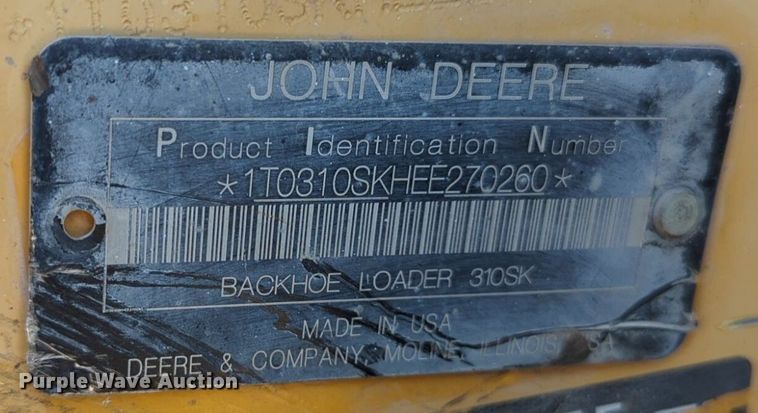 JOHN DEERE
Product Identification Number
*1T0310SKHEE270260*
BACKHOE LOADER 310SK
MADE IN USA
DEERE & COMPANY, MOLINE, ILLINOIS USA
Purple Wave Auction